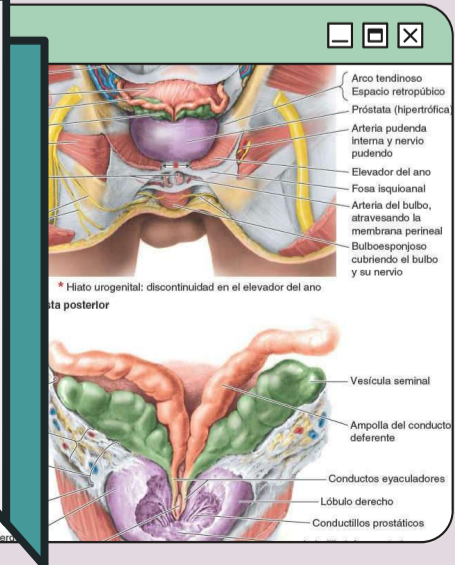 Arco tendinoso
Espacio retropúbico
Próstata (hipertrófica)
Arteria pudenda
interna y nervio
pudendo
Elevador del ano
Fosa isquioanal
Arteria del bulbo,
atravesando la
membrana perineal
Bulboesponjoso
cubriendo el bulbo
y su nervio
* Hiato urogenital: discontinuidad en el elevador del ano
sta posterior
Vesícula seminal
Ampolla del conducto
deferente
Conductos eyaculadores
Lóbulo derecho
Conductillos prostáticos